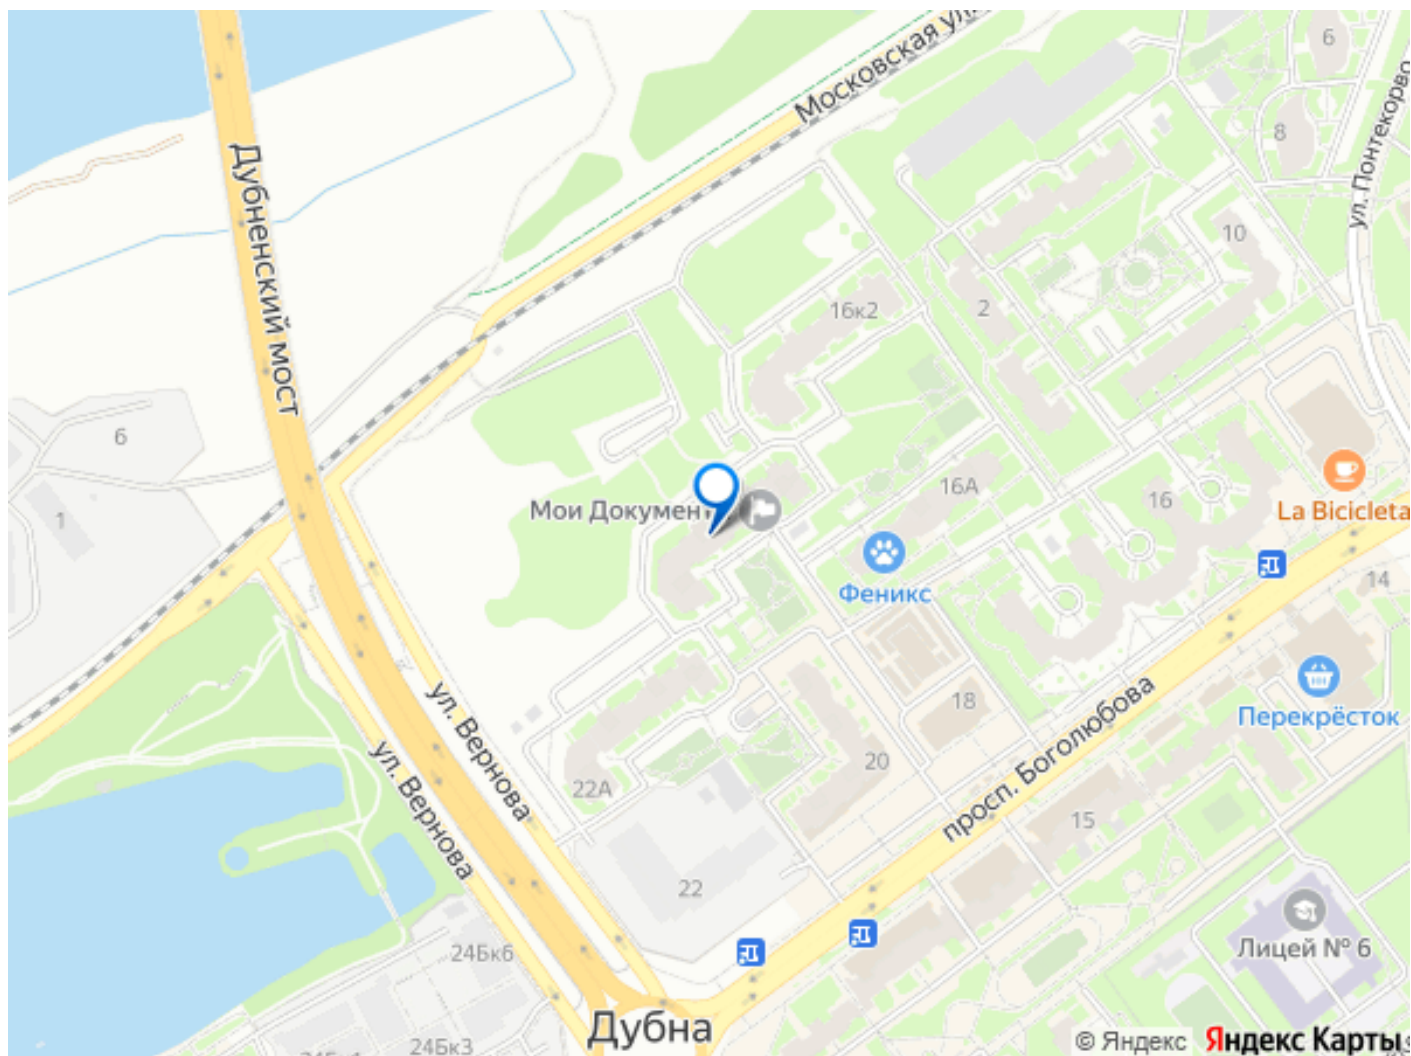 6
Московская ул
ул. Понтекорво
8
Дубненский мост
10
16к2
2
6
1
16А
16
La Bicicleta
Мои Докумен
Феникс
14
18
Перекрёсток
ул. Вернова
ул. Вернова
просп. Боголюбова
22А
20
15
22
Лицей № 6
24Бк6
Дубна
24Бк3
© Яндекс Яндекс Карты